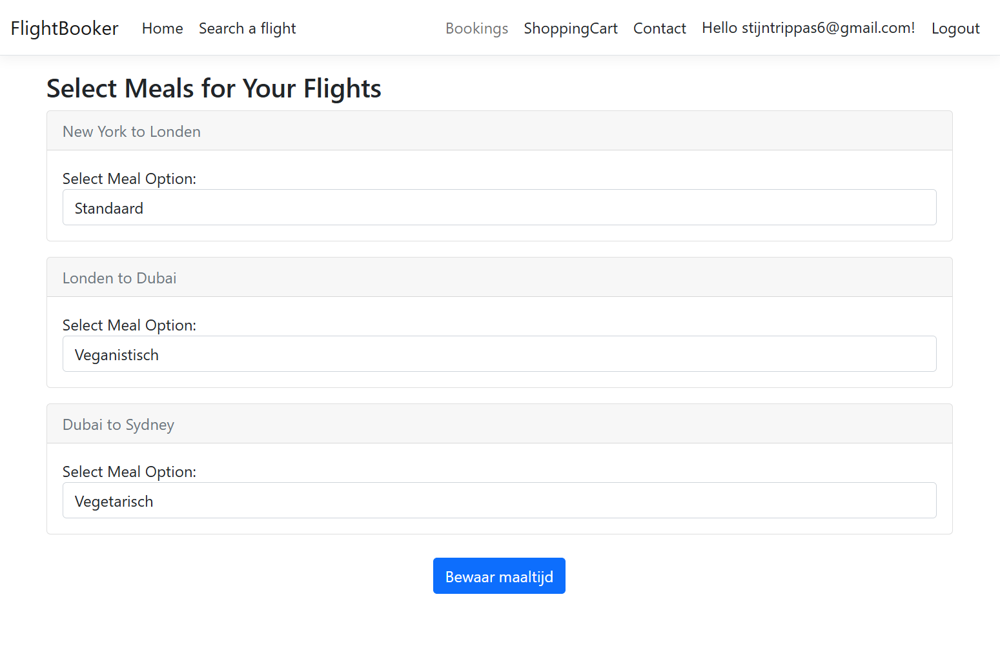 FlightBooker Home Search a flight Bookings ShoppingCart Contact Hello stijntrippas6@gmail.com! Logout
Select Meals for Your Flights
New York to Londen
Select Meal Option:
Standaard
Londen to Dubai
Select Meal Option:
Veganistisch
Dubai to Sydney
Select Meal Option:
Vegetarisch
Bewaar maaltijd